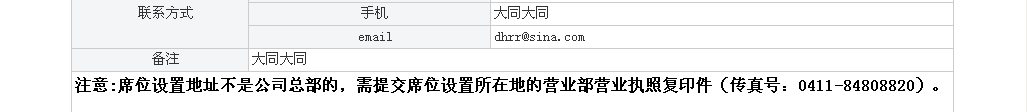 联系方式 手机 大同大同
email dhrr@sina.com
备注 大同大同
注意:席位设置地址不是公司总部的，需提交席位设置所在地的营业部营业执照复印件（传真号：0411-84808820）。